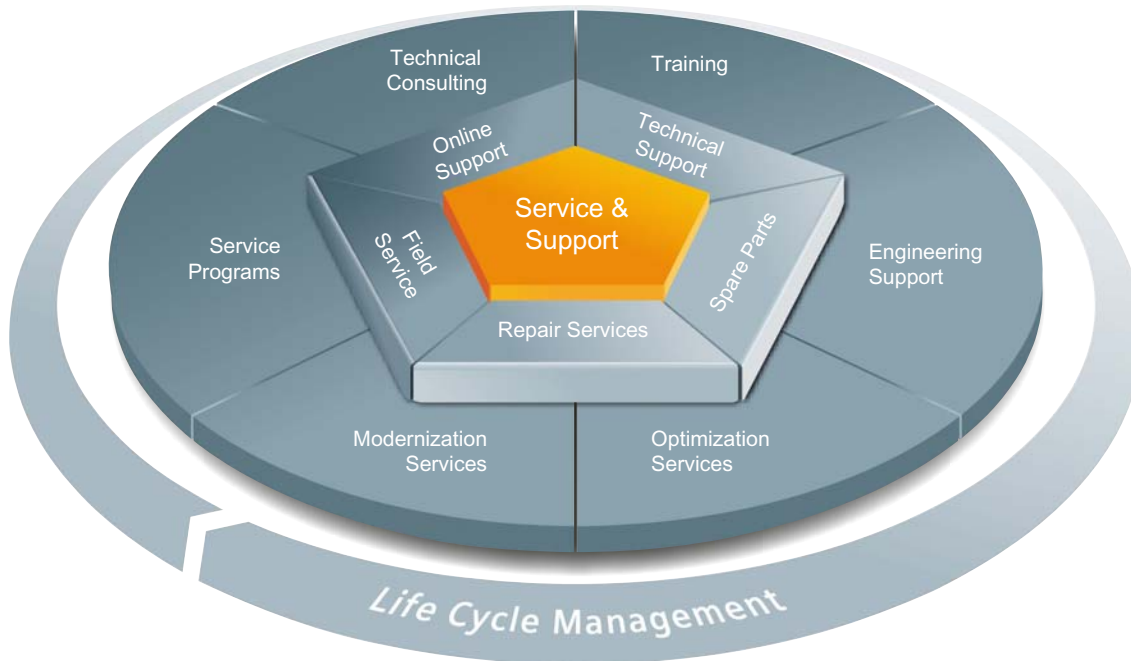 Technical
Consulting
Training
Online
Support
Technical
Support
Service &
Support
Field
Service
Spare Parts
Service
Programs
Engineering
Support
Repair Services
Modernization
Services
Optimization
Services
Life Cycle Management